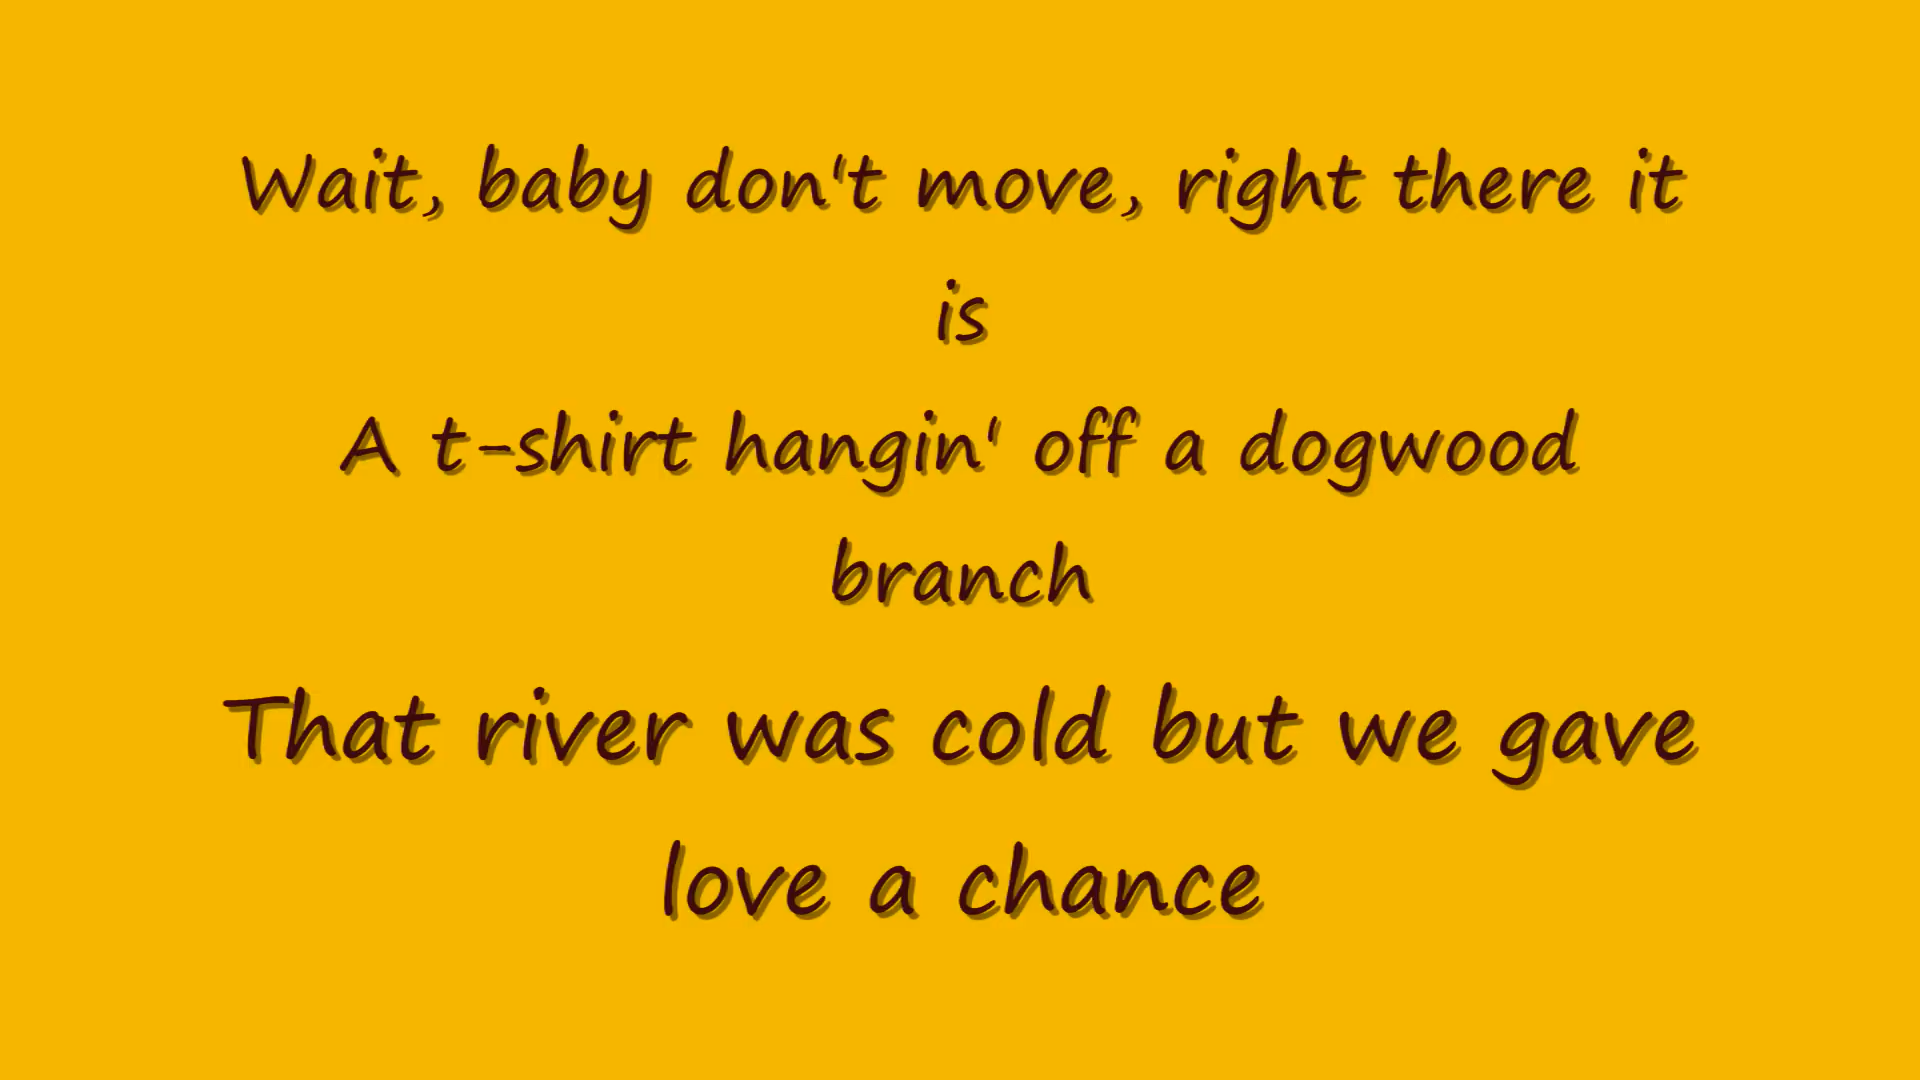 Wait, baby don't move, right there it
is
A t-shirt hangin' off a dogwood
branch
That river was cold but we gave
love a chance